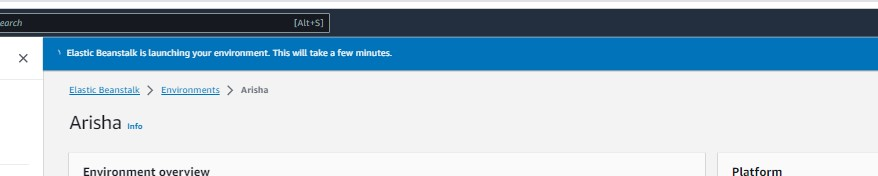 earch [Alt+S]
Elastic Beanstalk is launching your environment. This will take a few minutes.
Elastic Beanstalk > Environments > Arisha
Arisha Info
Environment overview Platform